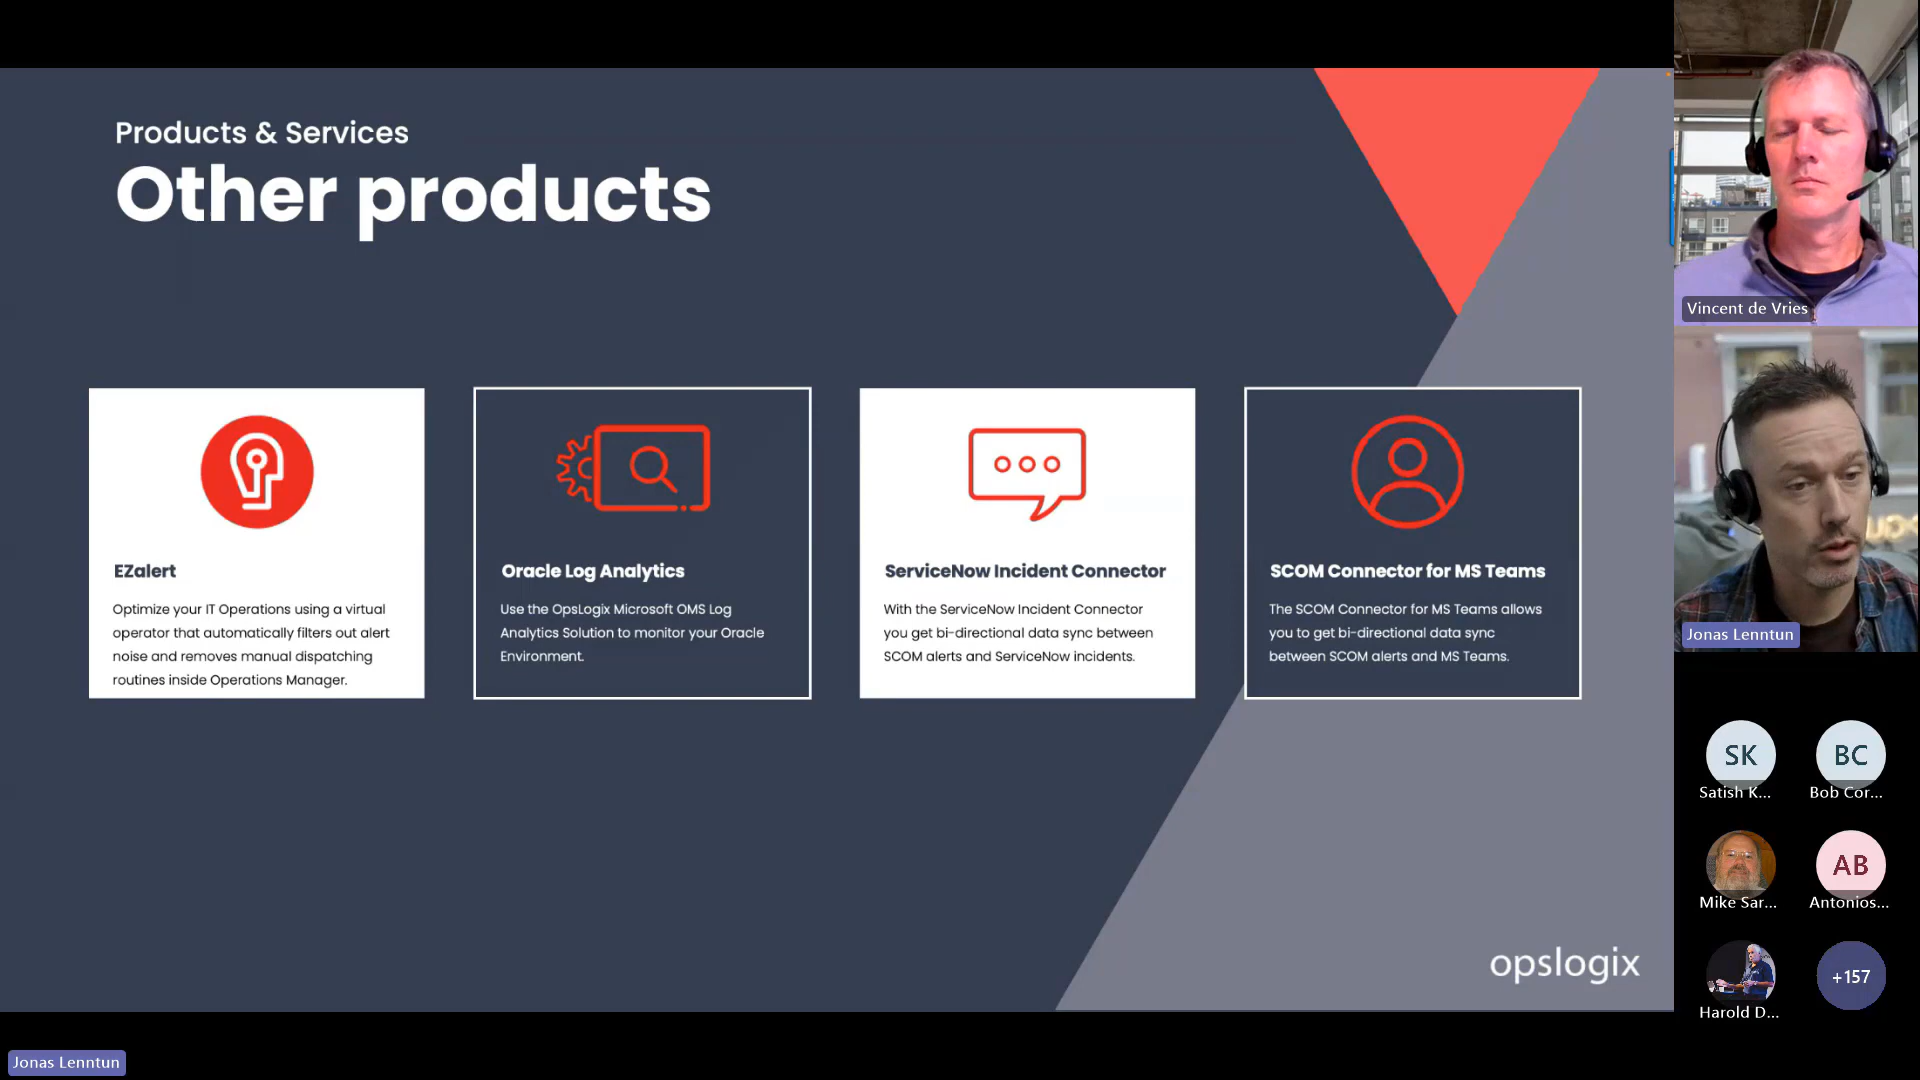 Products & Services
Other products
EZalert
Optimize your IT Operations using a virtual
operator that automatically filters out alert
noise and removes manual dispatching
routines inside Operations Manager.
Oracle Log Analytics
Use the OpsLogix Microsoft OMS Log
Analytics Solution to monitor your Oracle
Environment.
ServiceNow Incident Connector
With the ServiceNow Incident Connector
you get bi-directional data sync between
SCOM alerts and ServiceNow incidents.
SCOM Connector for MS Teams
The SCOM Connector for MS Teams allows
you to get bi-directional data sync
between SCOM alerts and MS Teams.
opslogix
Jonas Lenntun
Vincent de Vries
Jonas Lenntun
SK
Satish K...
BC
Bob Cor...
Mike Sar...
AB
Antonios...
Harold D...
+157